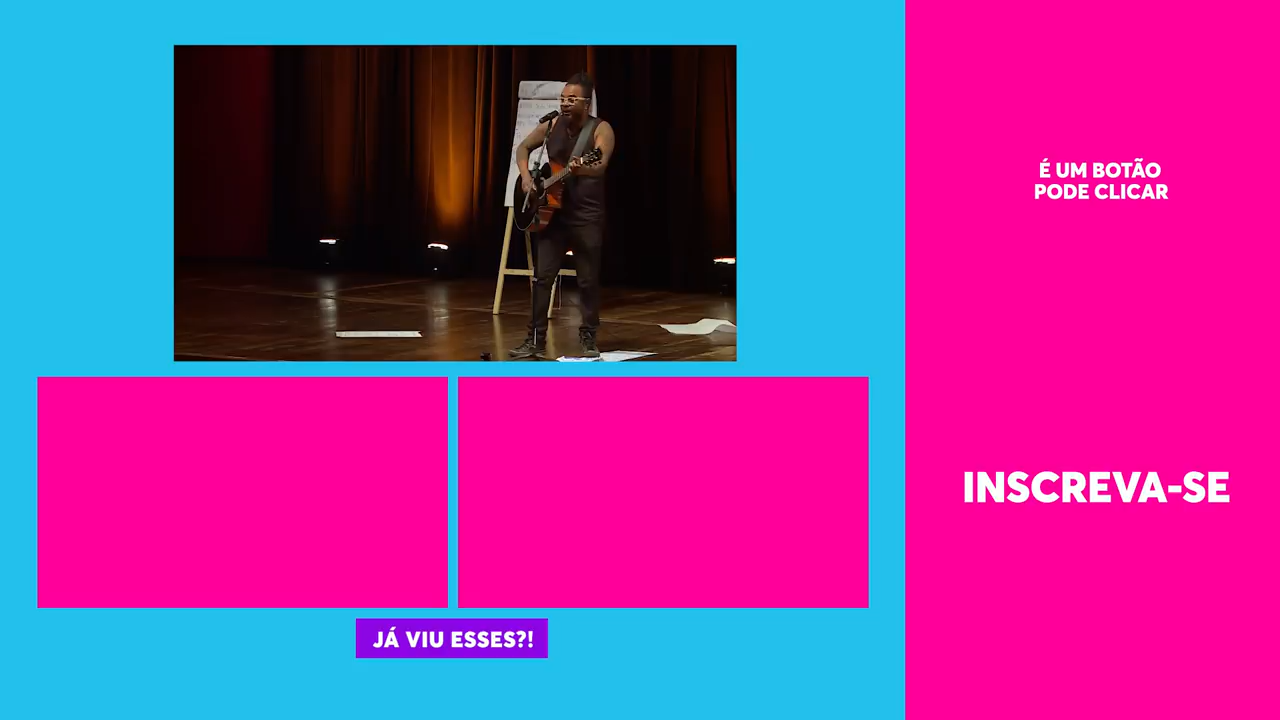 É UM BOTÃO
PODE CLICAR
INSCREVA-SE
JÁ VIU ESSES?!